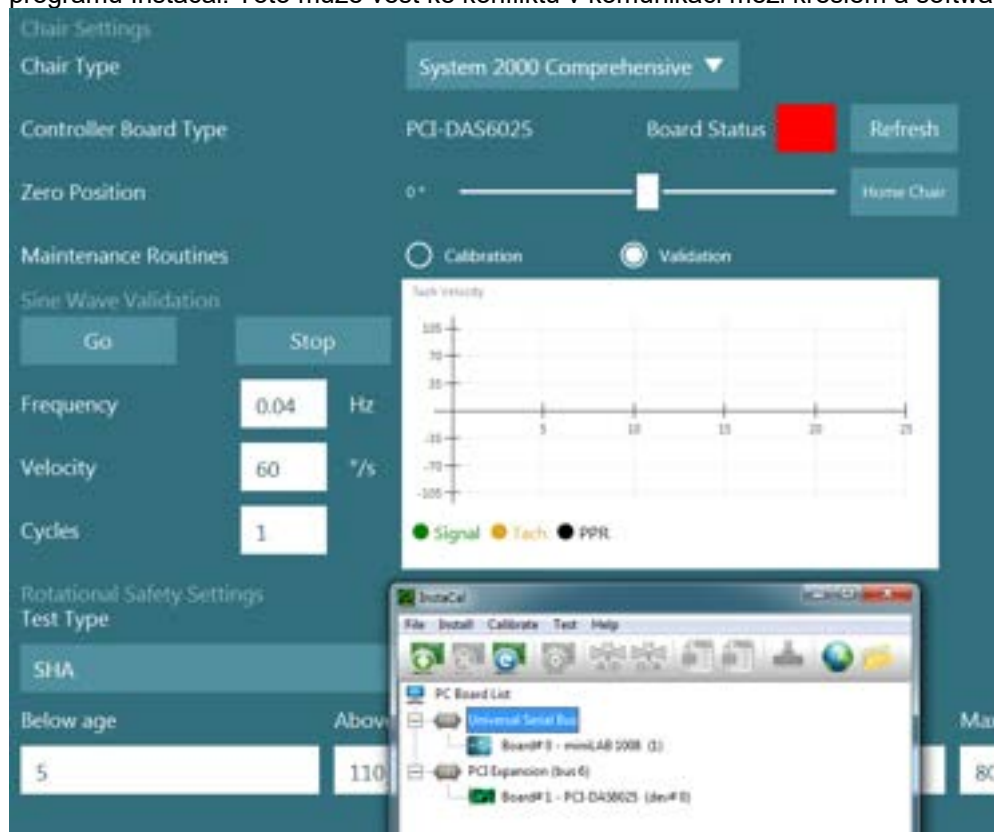 programu Instacal. Toto může vést ke konfliktu v komunikaci mezi křeslem a softwa
Chair Settings
Chair Type System 2000 Comprehensive
Controller Board Type PCI-DAS6025 Board Status Refresh
Zero Position 0° Home Chair
Maintenance Routines Calibration Validation
Sine Wave Validation
Tach Velocity
Go Stop
Frequency 0.04 Hz
Velocity 60 °/s
Cycles 1
105
70
35
-35
-70
-105
5 10 15 20 25
Signal Tach PPR
Rotational Safety Settings
Test Type
SHA
Below age Above Ma
5 110 80
InstaCal
File Install Calibrate Test Help
PC Board List
Universal Serial Bus
Board# 0 - miniLAB 1008 (1)
PCI Expansion (bus 6)
Board# 1 - PCI-DAS6025 (dev# 0)